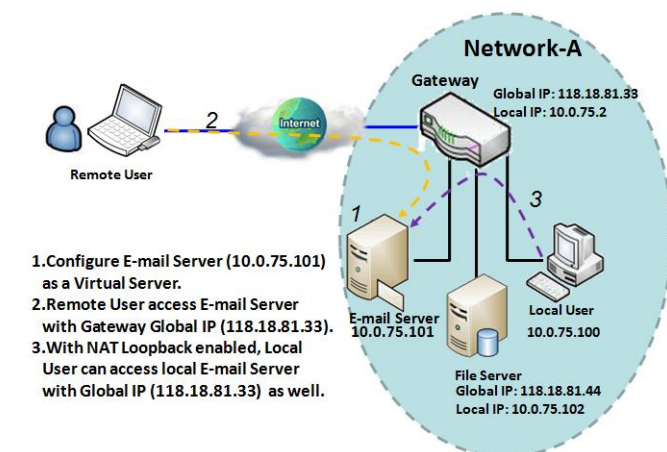 Network-A
Gateway
Global IP: 118.18.81.33
Local IP: 10.0.75.2
2
Internet
Remote User
1
3
1.Configure E-mail Server (10.0.75.101)
as a Virtual Server.
2.Remote User access E-mail Server
with Gateway Global IP (118.18.81.33).
3.With NAT Loopback enabled, Local
User can access local E-mail Server
with Global IP (118.18.81.33) as well.
E-mail Server
10.0.75.101
Local User
10.0.75.100
File Server
Global IP: 118.18.81.44
Local IP: 10.0.75.102